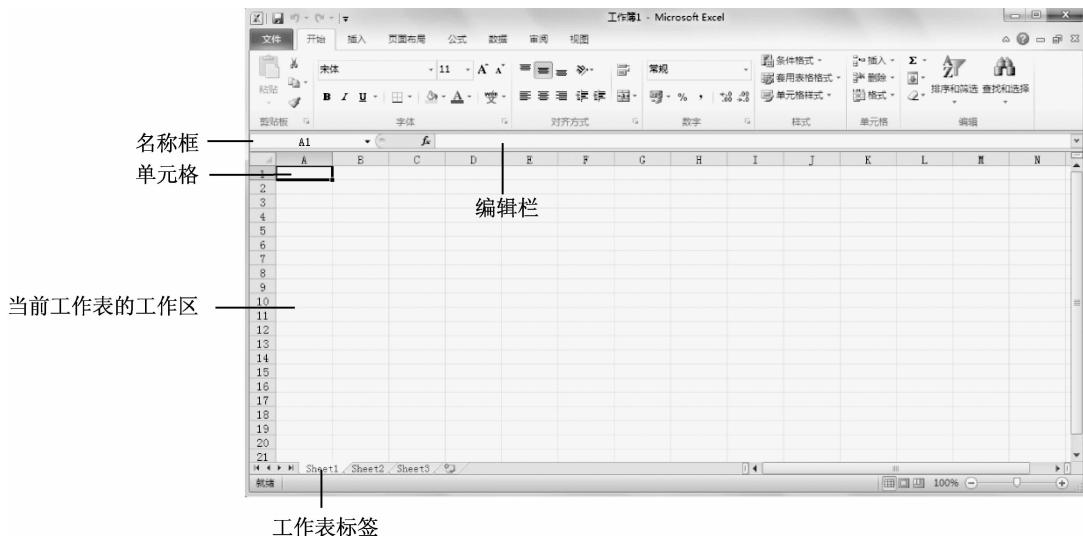 工作簿1 - Microsoft Excel
文件 开始 插入 页面布局 公式 数据 审阅 视图
宋体 11 A A 常规 条件格式 插入 Σ
粘贴 套用表格格式 删除 排序和筛选 查找和选择
B I U A 变 % , 单元格样式 格式
剪贴板 字体 对齐方式 数字 样式 单元格 编辑
名称框 A1 fx
A B C D E F G H I J K L M N
单元格 1
2
3
编辑栏
4
5
6
7
8
9
当前工作表的工作区 10
11
12
13
14
15
16
17
18
19
20
21
Sheet1 Sheet2 Sheet3
就绪 100%
工作表标签